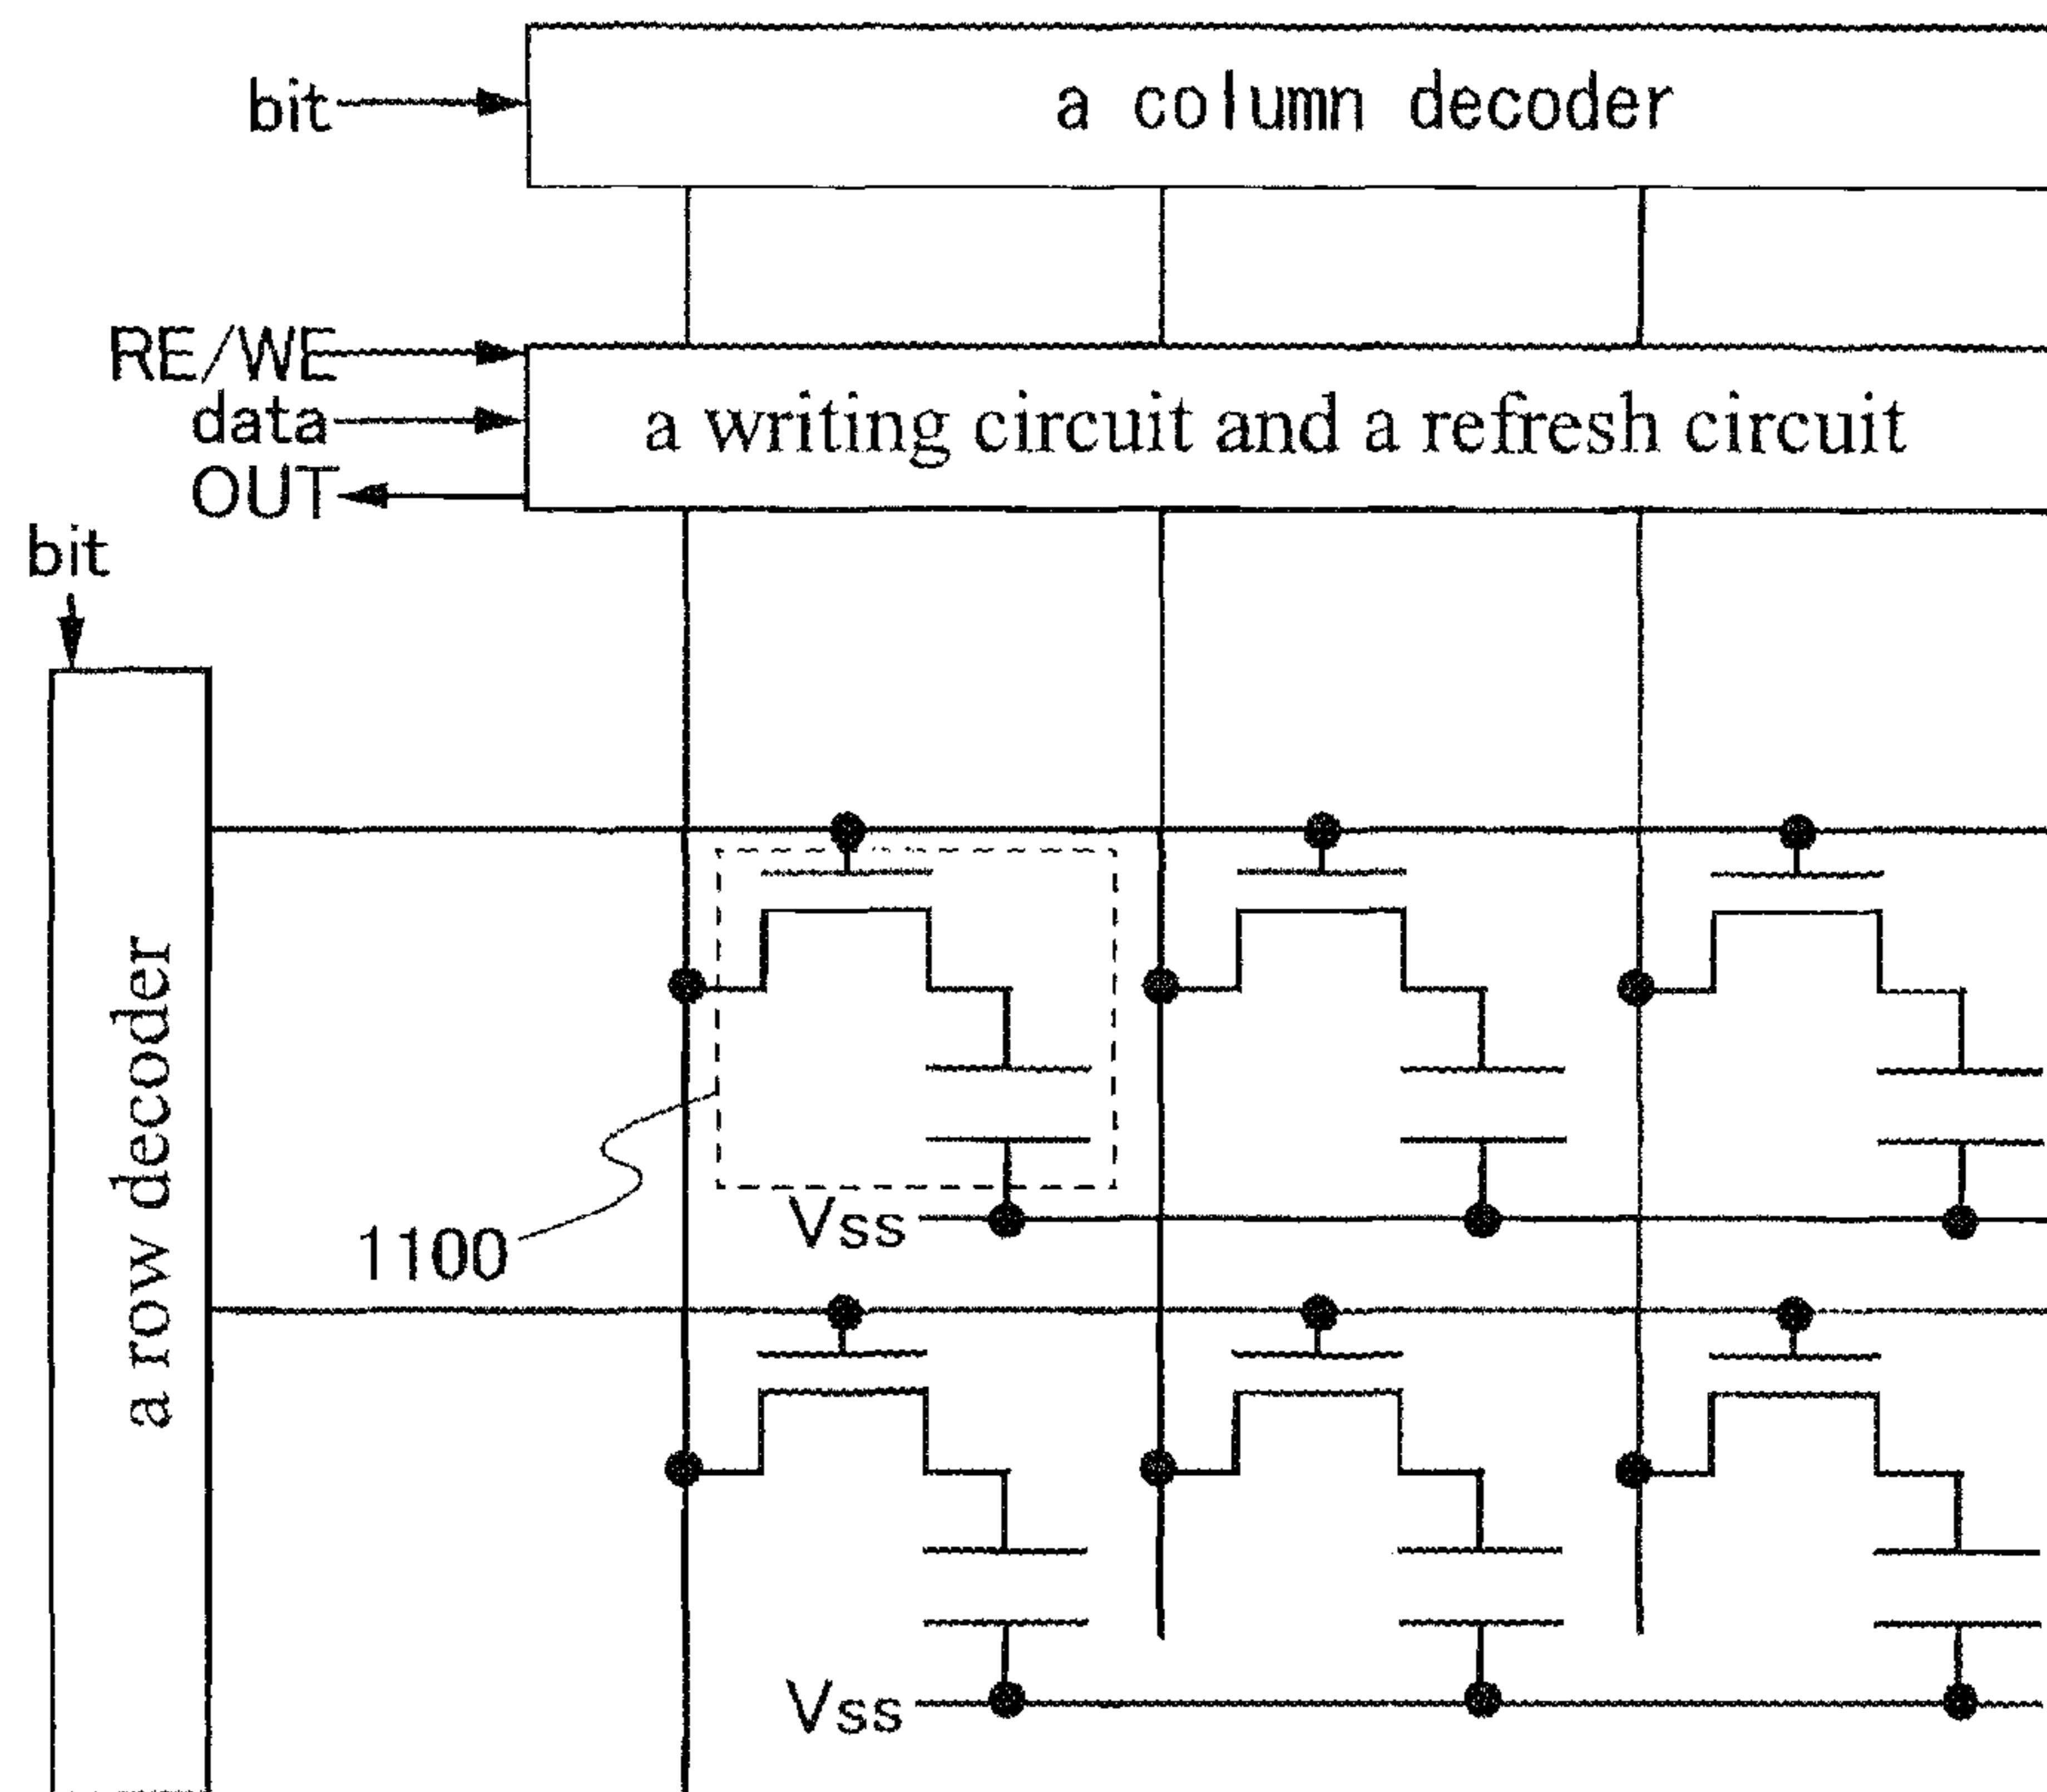 bit
a column decoder
RE/WE
data
OUT
a writing circuit and a refresh circuit
bit
a row decoder
1100
Vss
Vss